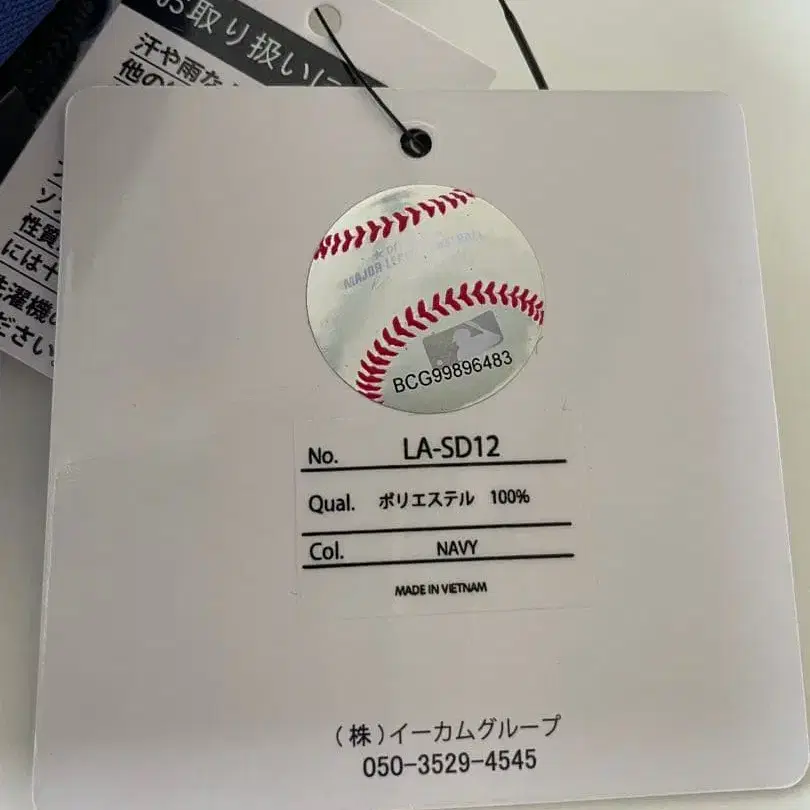 お取り扱いに
汗や雨な
他の
性質
には十
洗濯機
ださい。
MAJOR
BCG99896483
No. LA-SD12
Qual. ポリエステル 100%
Col. NAVY
MADE IN VIETNAM
(株)イーカムグループ
050-3529-4545